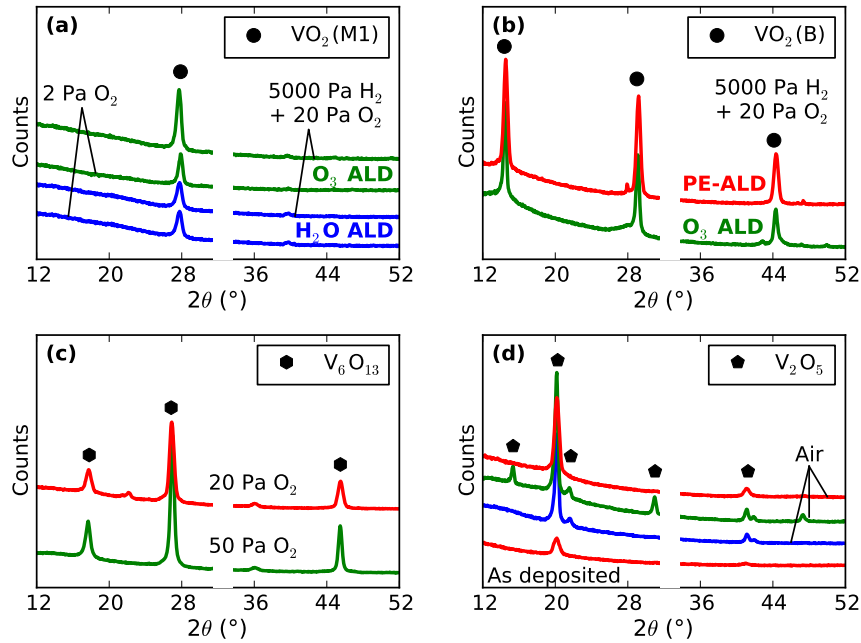 (a)
VO₂(M1)
2 Pa O₂
5000 Pa H₂
+ 20 Pa O₂
O₃ ALD
H₂O ALD
Counts
12 20 28 36 44 52
2θ (°)
(b)
VO₂(B)
5000 Pa H₂
+ 20 Pa O₂
PE-ALD
O₃ ALD
Counts
12 20 28 36 44 52
2θ (°)
(c)
V₆O₁₃
20 Pa O₂
50 Pa O₂
Counts
12 20 28 36 44 52
2θ (°)
(d)
V₂O₅
Air
As deposited
Counts
12 20 28 36 44 52
2θ (°)